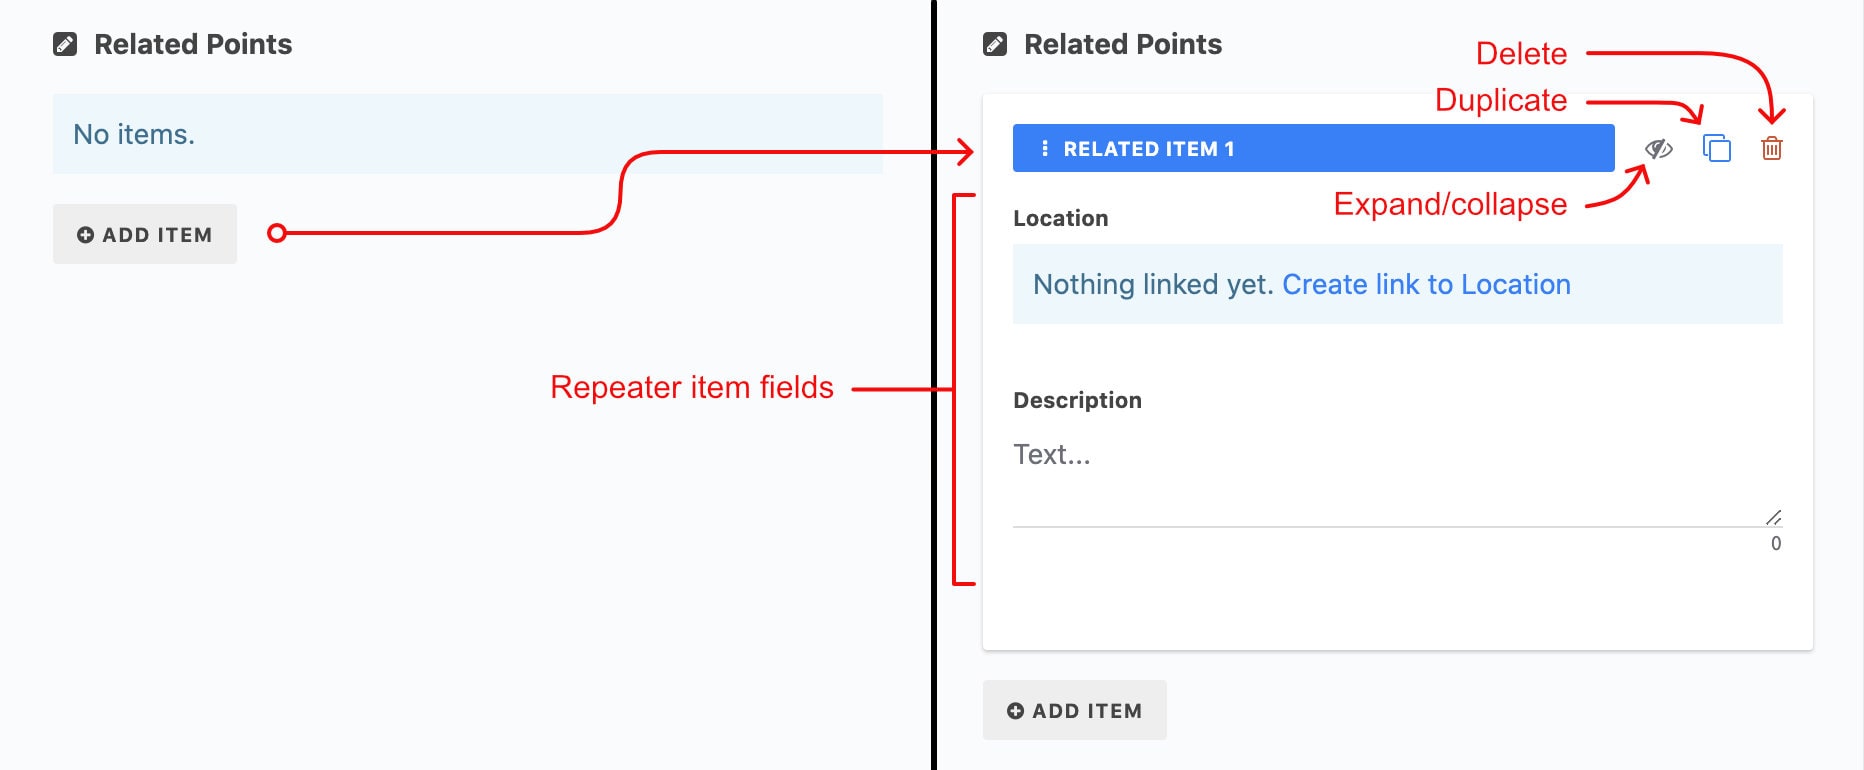 Related Points
No items.
ADD ITEM
Repeater item fields
Related Points
Delete
Duplicate
RELATED ITEM 1
Expand/collapse
Location
Nothing linked yet. Create link to Location
Description
Text...
0
ADD ITEM